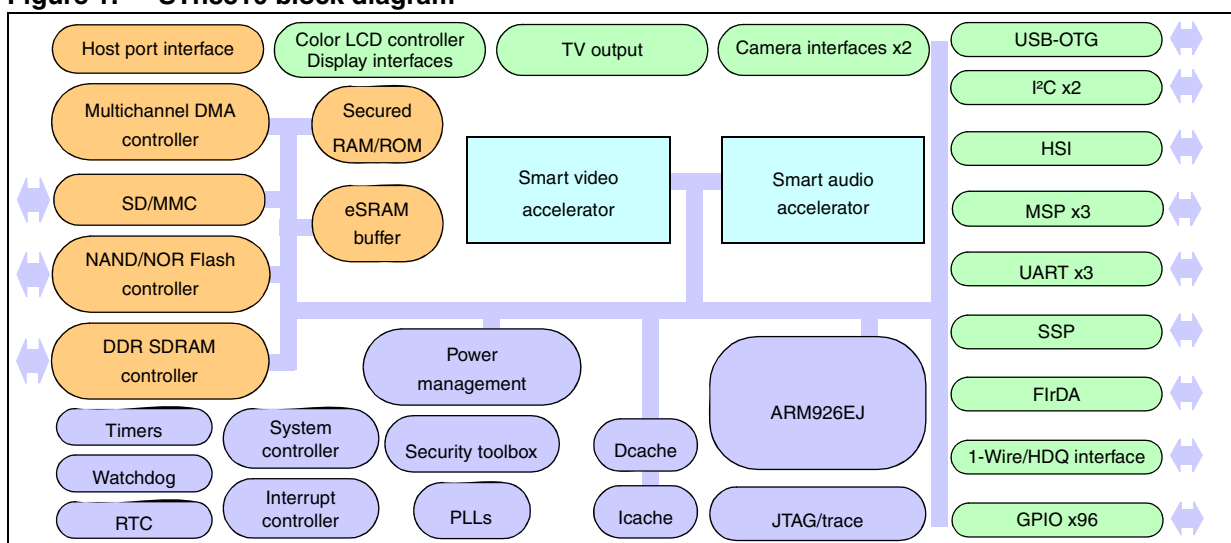 Host port interface
Color LCD controller
Display interfaces
TV output
Camera interfaces x2
USB-OTG
I²C x2
HSI
MSP x3
UART x3
SSP
FIrDA
1-Wire/HDQ interface
GPIO x96
Multichannel DMA
controller
Secured
RAM/ROM
SD/MMC
eSRAM
buffer
NAND/NOR Flash
controller
DDR SDRAM
controller
Smart video
accelerator
Smart audio
accelerator
Power
management
ARM926EJ
Timers
System
controller
Security toolbox
Dcache
Watchdog
RTC
Interrupt
controller
PLLs
Icache
JTAG/trace